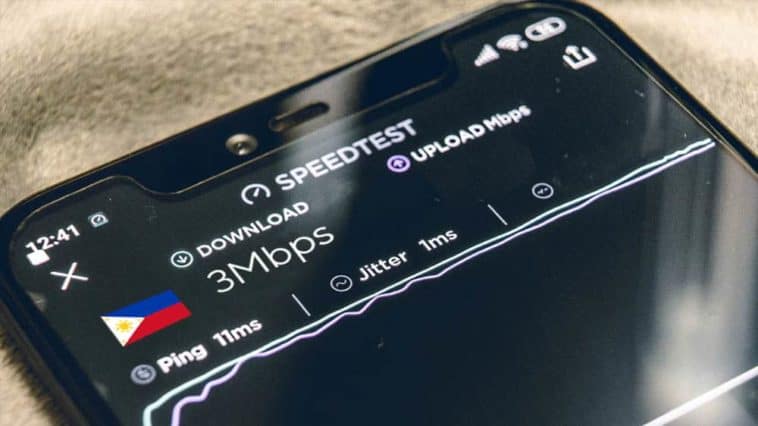 12:41
SPEEDTEST
DOWNLOAD
3Mbps
UPLOAD Mbps
Ping 11ms
Jitter 1ms